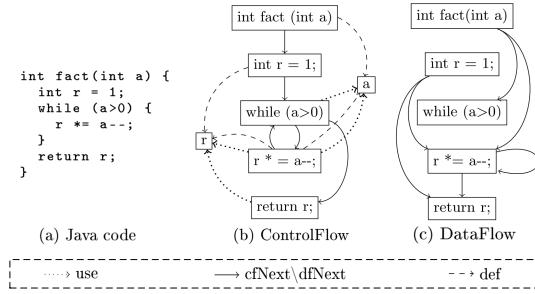 int fact(int a) {
int r = 1;
while (a>0) {
r *= a--;
}
return r;
}
(a) Java code
int fact (int a)
int r = 1;
a
while (a>0)
r
r * = a--;
return r;
(b) ControlFlow
int fact(int a)
int r = 1;
while (a>0)
r *= a--;
return r;
(c) DataFlow
use
cfNext\dfNext
def